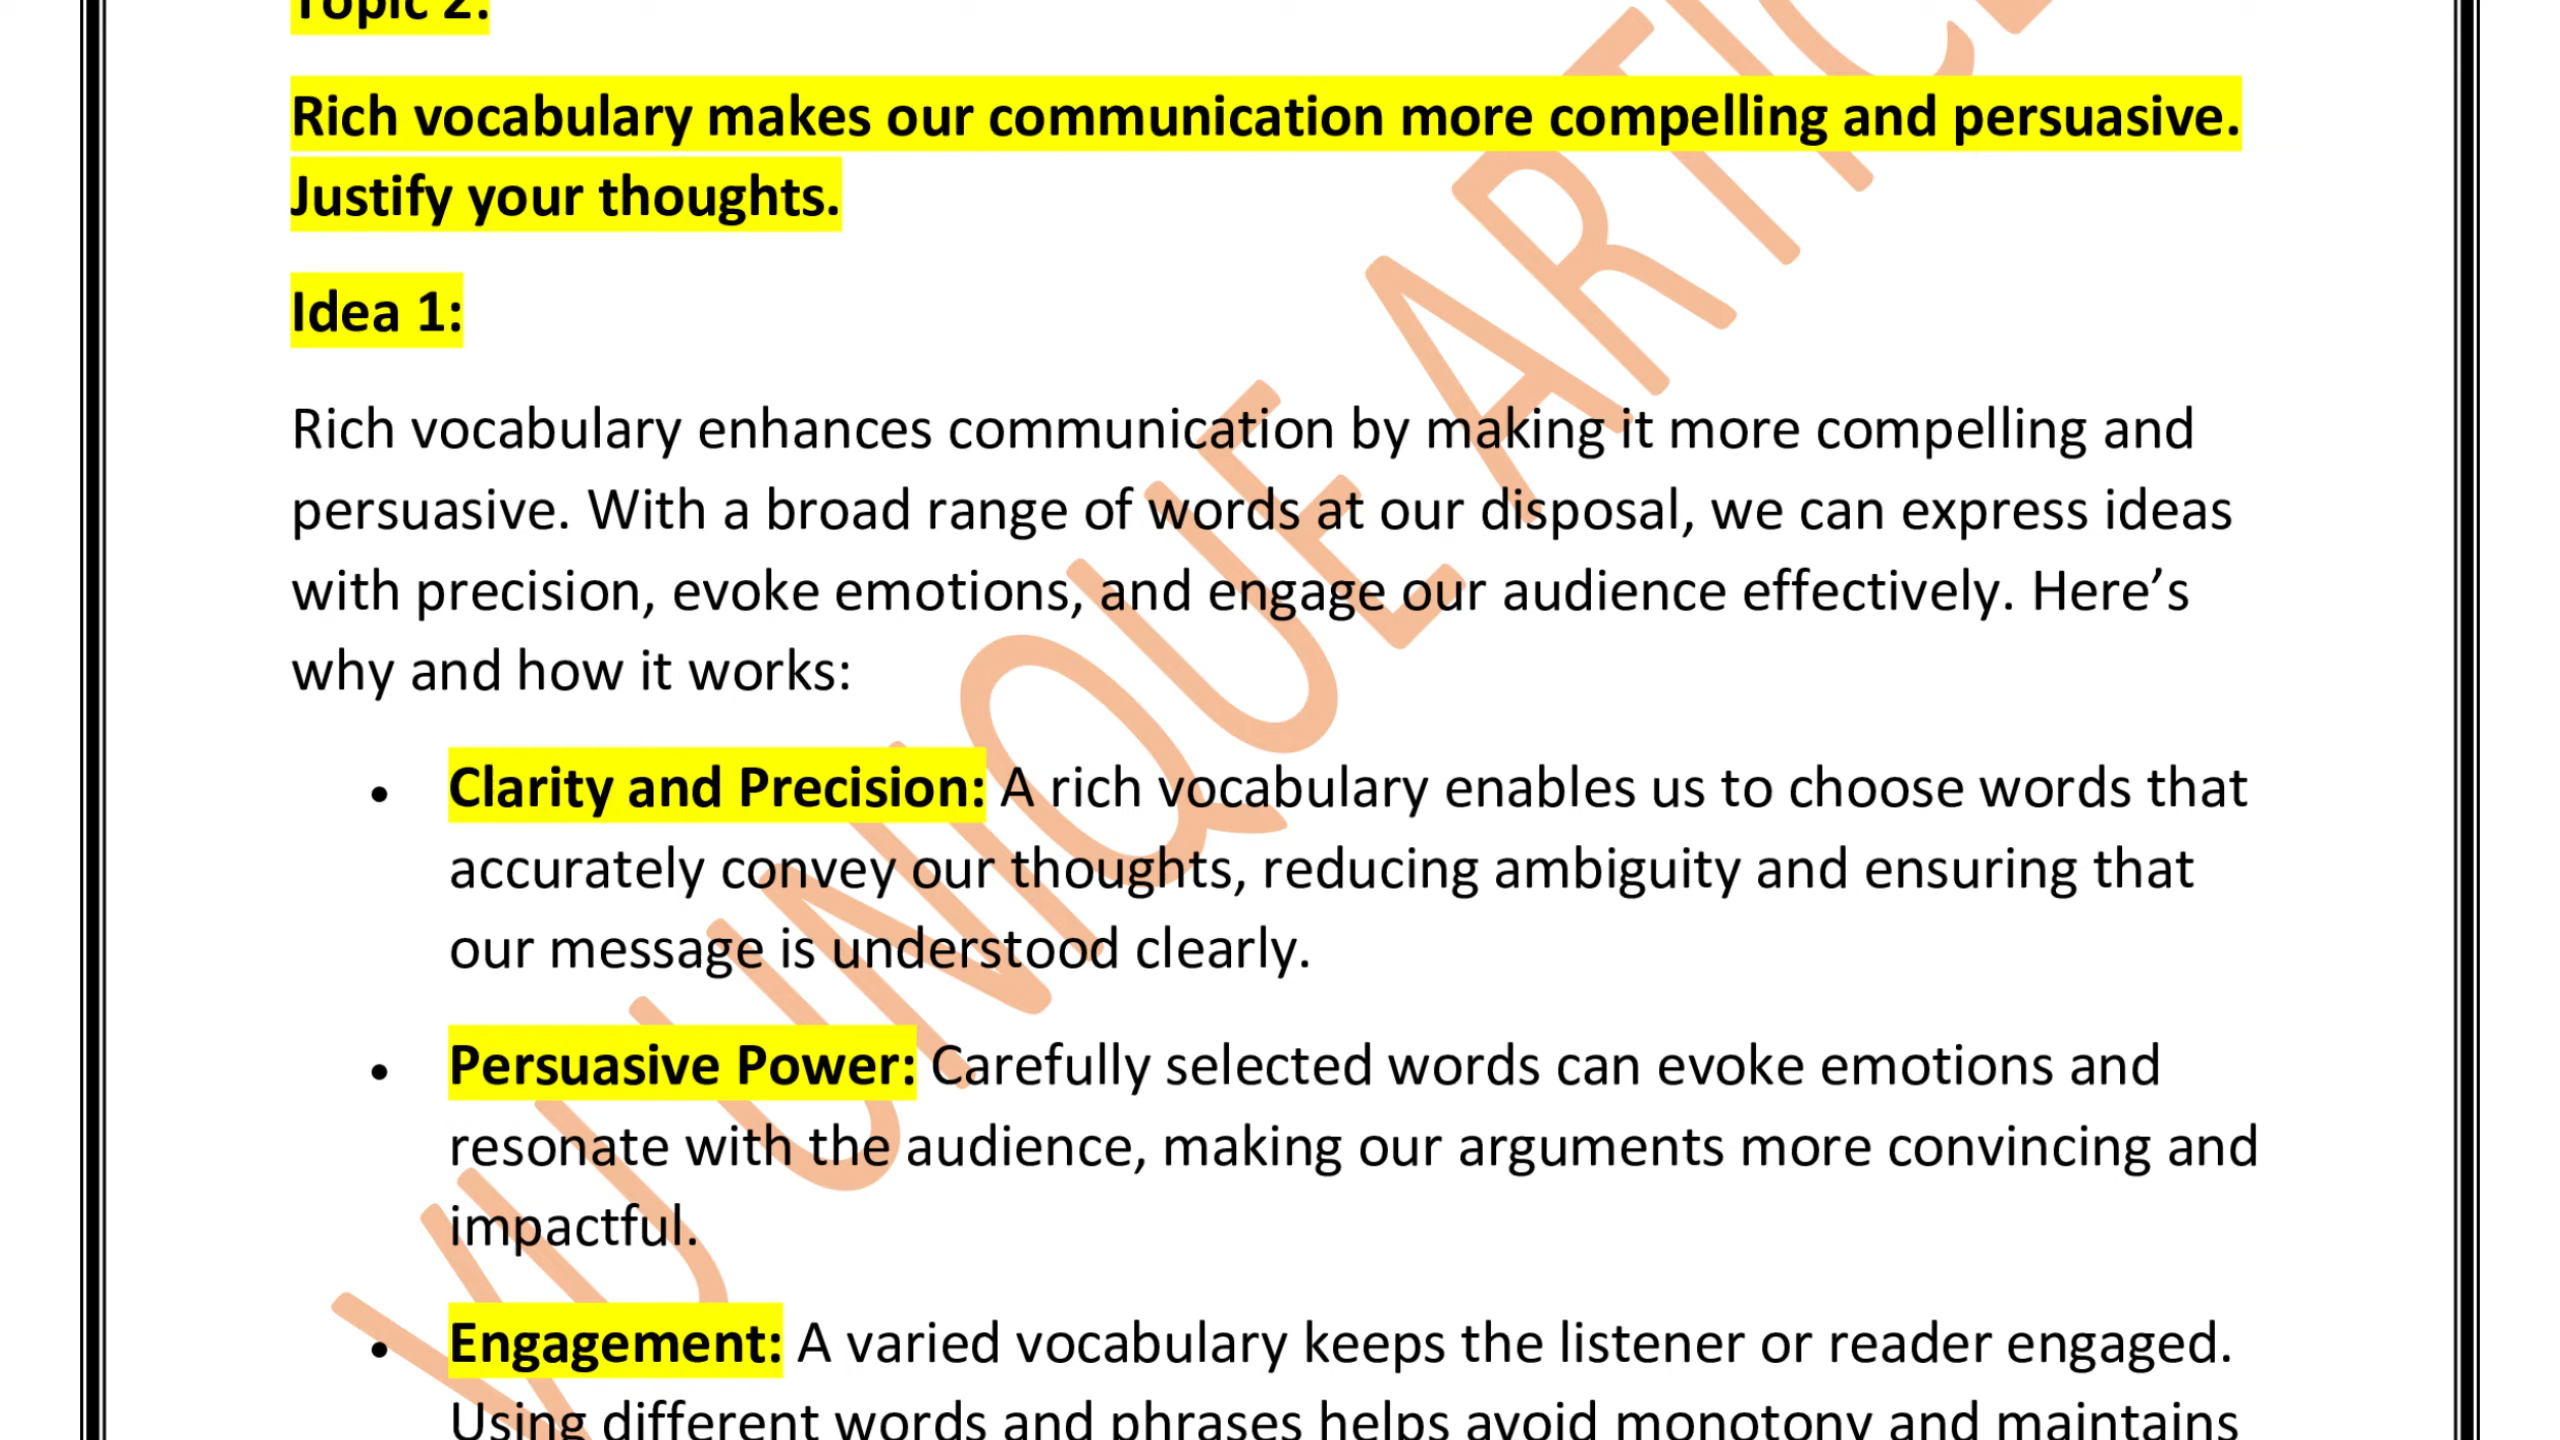 Topic 2:
Rich vocabulary makes our communication more compelling and persuasive.
Justify your thoughts.
Idea 1:
Rich vocabulary enhances communication by making it more compelling and
persuasive. With a broad range of words at our disposal, we can express ideas
with precision, evoke emotions, and engage our audience effectively. Here’s
why and how it works:
• Clarity and Precision: A rich vocabulary enables us to choose words that
accurately convey our thoughts, reducing ambiguity and ensuring that
our message is understood clearly.
• Persuasive Power: Carefully selected words can evoke emotions and
resonate with the audience, making our arguments more convincing and
impactful.
• Engagement: A varied vocabulary keeps the listener or reader engaged.
Using different words and phrases helps avoid monotony and maintains
VU UNIQUE ARTICE